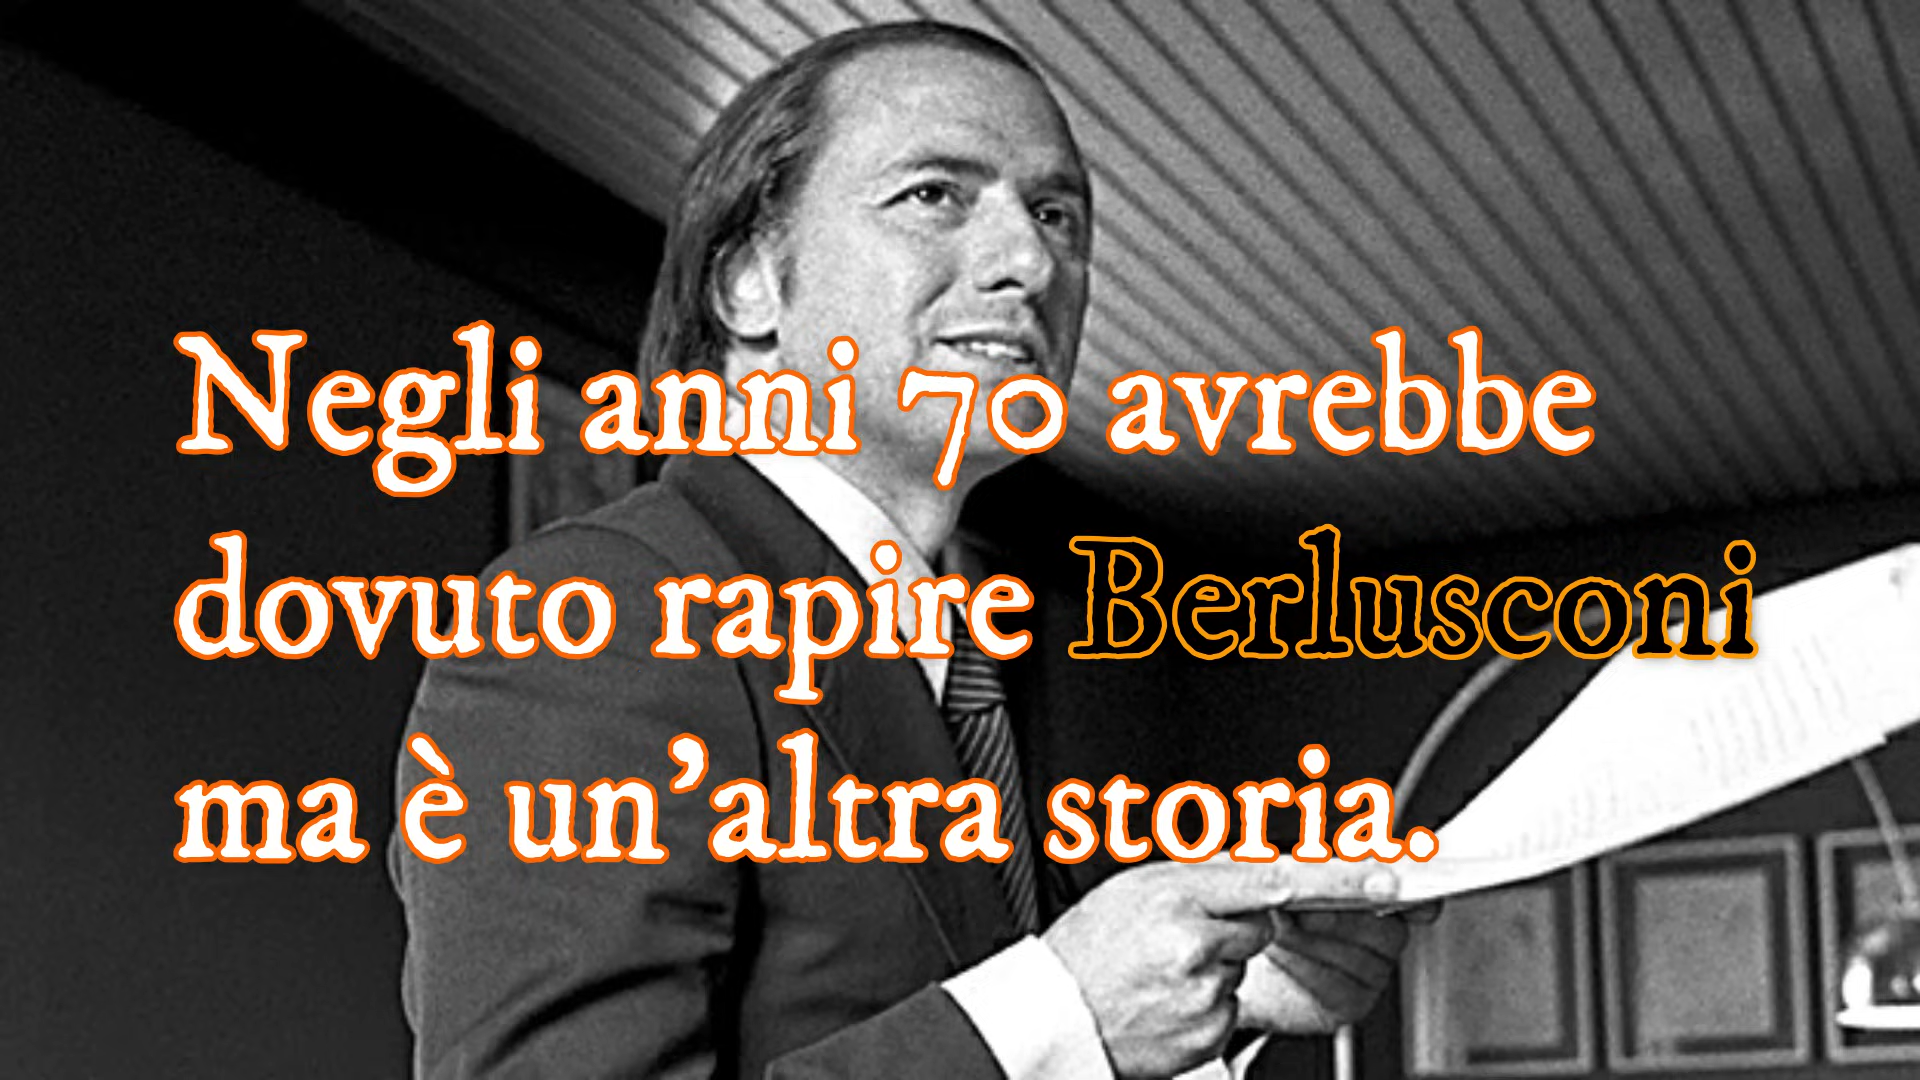 Negli anni 70 avrebbe
dovuto rapire Berlusconi
ma è un’altra storia.